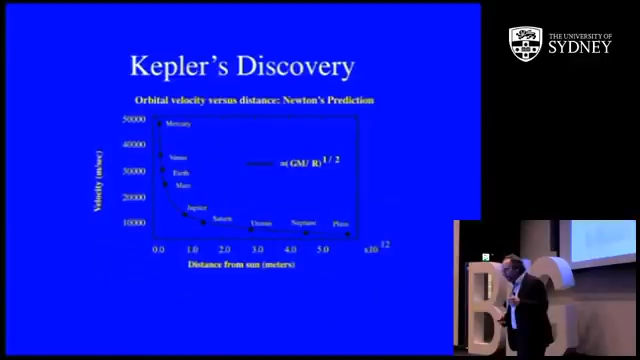 THE UNIVERSITY OF
SYDNEY
Kepler's Discovery
Orbital velocity versus distance: Newton's Prediction
50000
40000
30000
20000
10000
Velocity (m/sec)
Mercury
Venus
Earth
Mars
Jupiter
Saturn
Uranus
Neptune
Pluto
=(GM/ R)1/2
0.0 1.0 2.0 3.0 4.0 5.0 x10 12
Distance from sun (meters)
B G